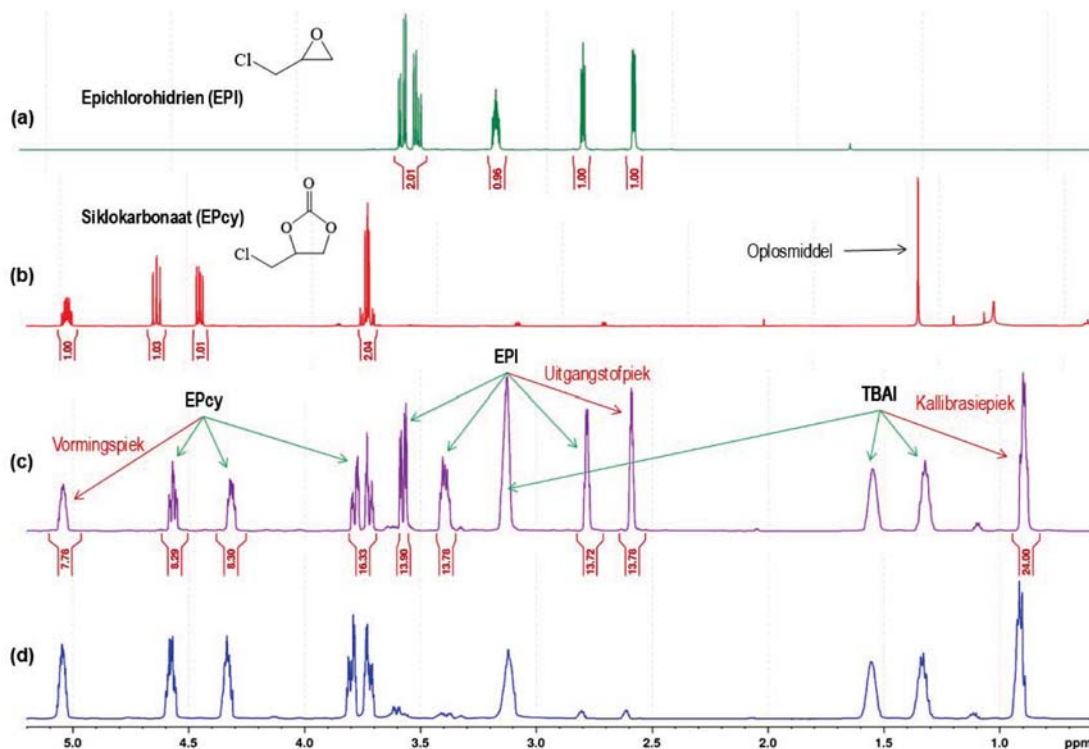 O
Cl
Epichlorohidrien (EPI)
(a)
2.01
0.95
1.00
1.00
Siklokarbonaat (EPcy)
O
O
O
Cl
Oplosmiddel
(b)
1.00
1.03
1.01
2.04
EPI
Uitgangstofpiek
EPcy
TBAI
Kallibrasiepiek
Vormingspiek
(c)
7.78
8.29
8.30
16.33
13.90
13.78
13.72
13.78
24.00
(d)
5.0 4.5 4.0 3.5 3.0 2.5 2.0 1.5 1.0 ppm